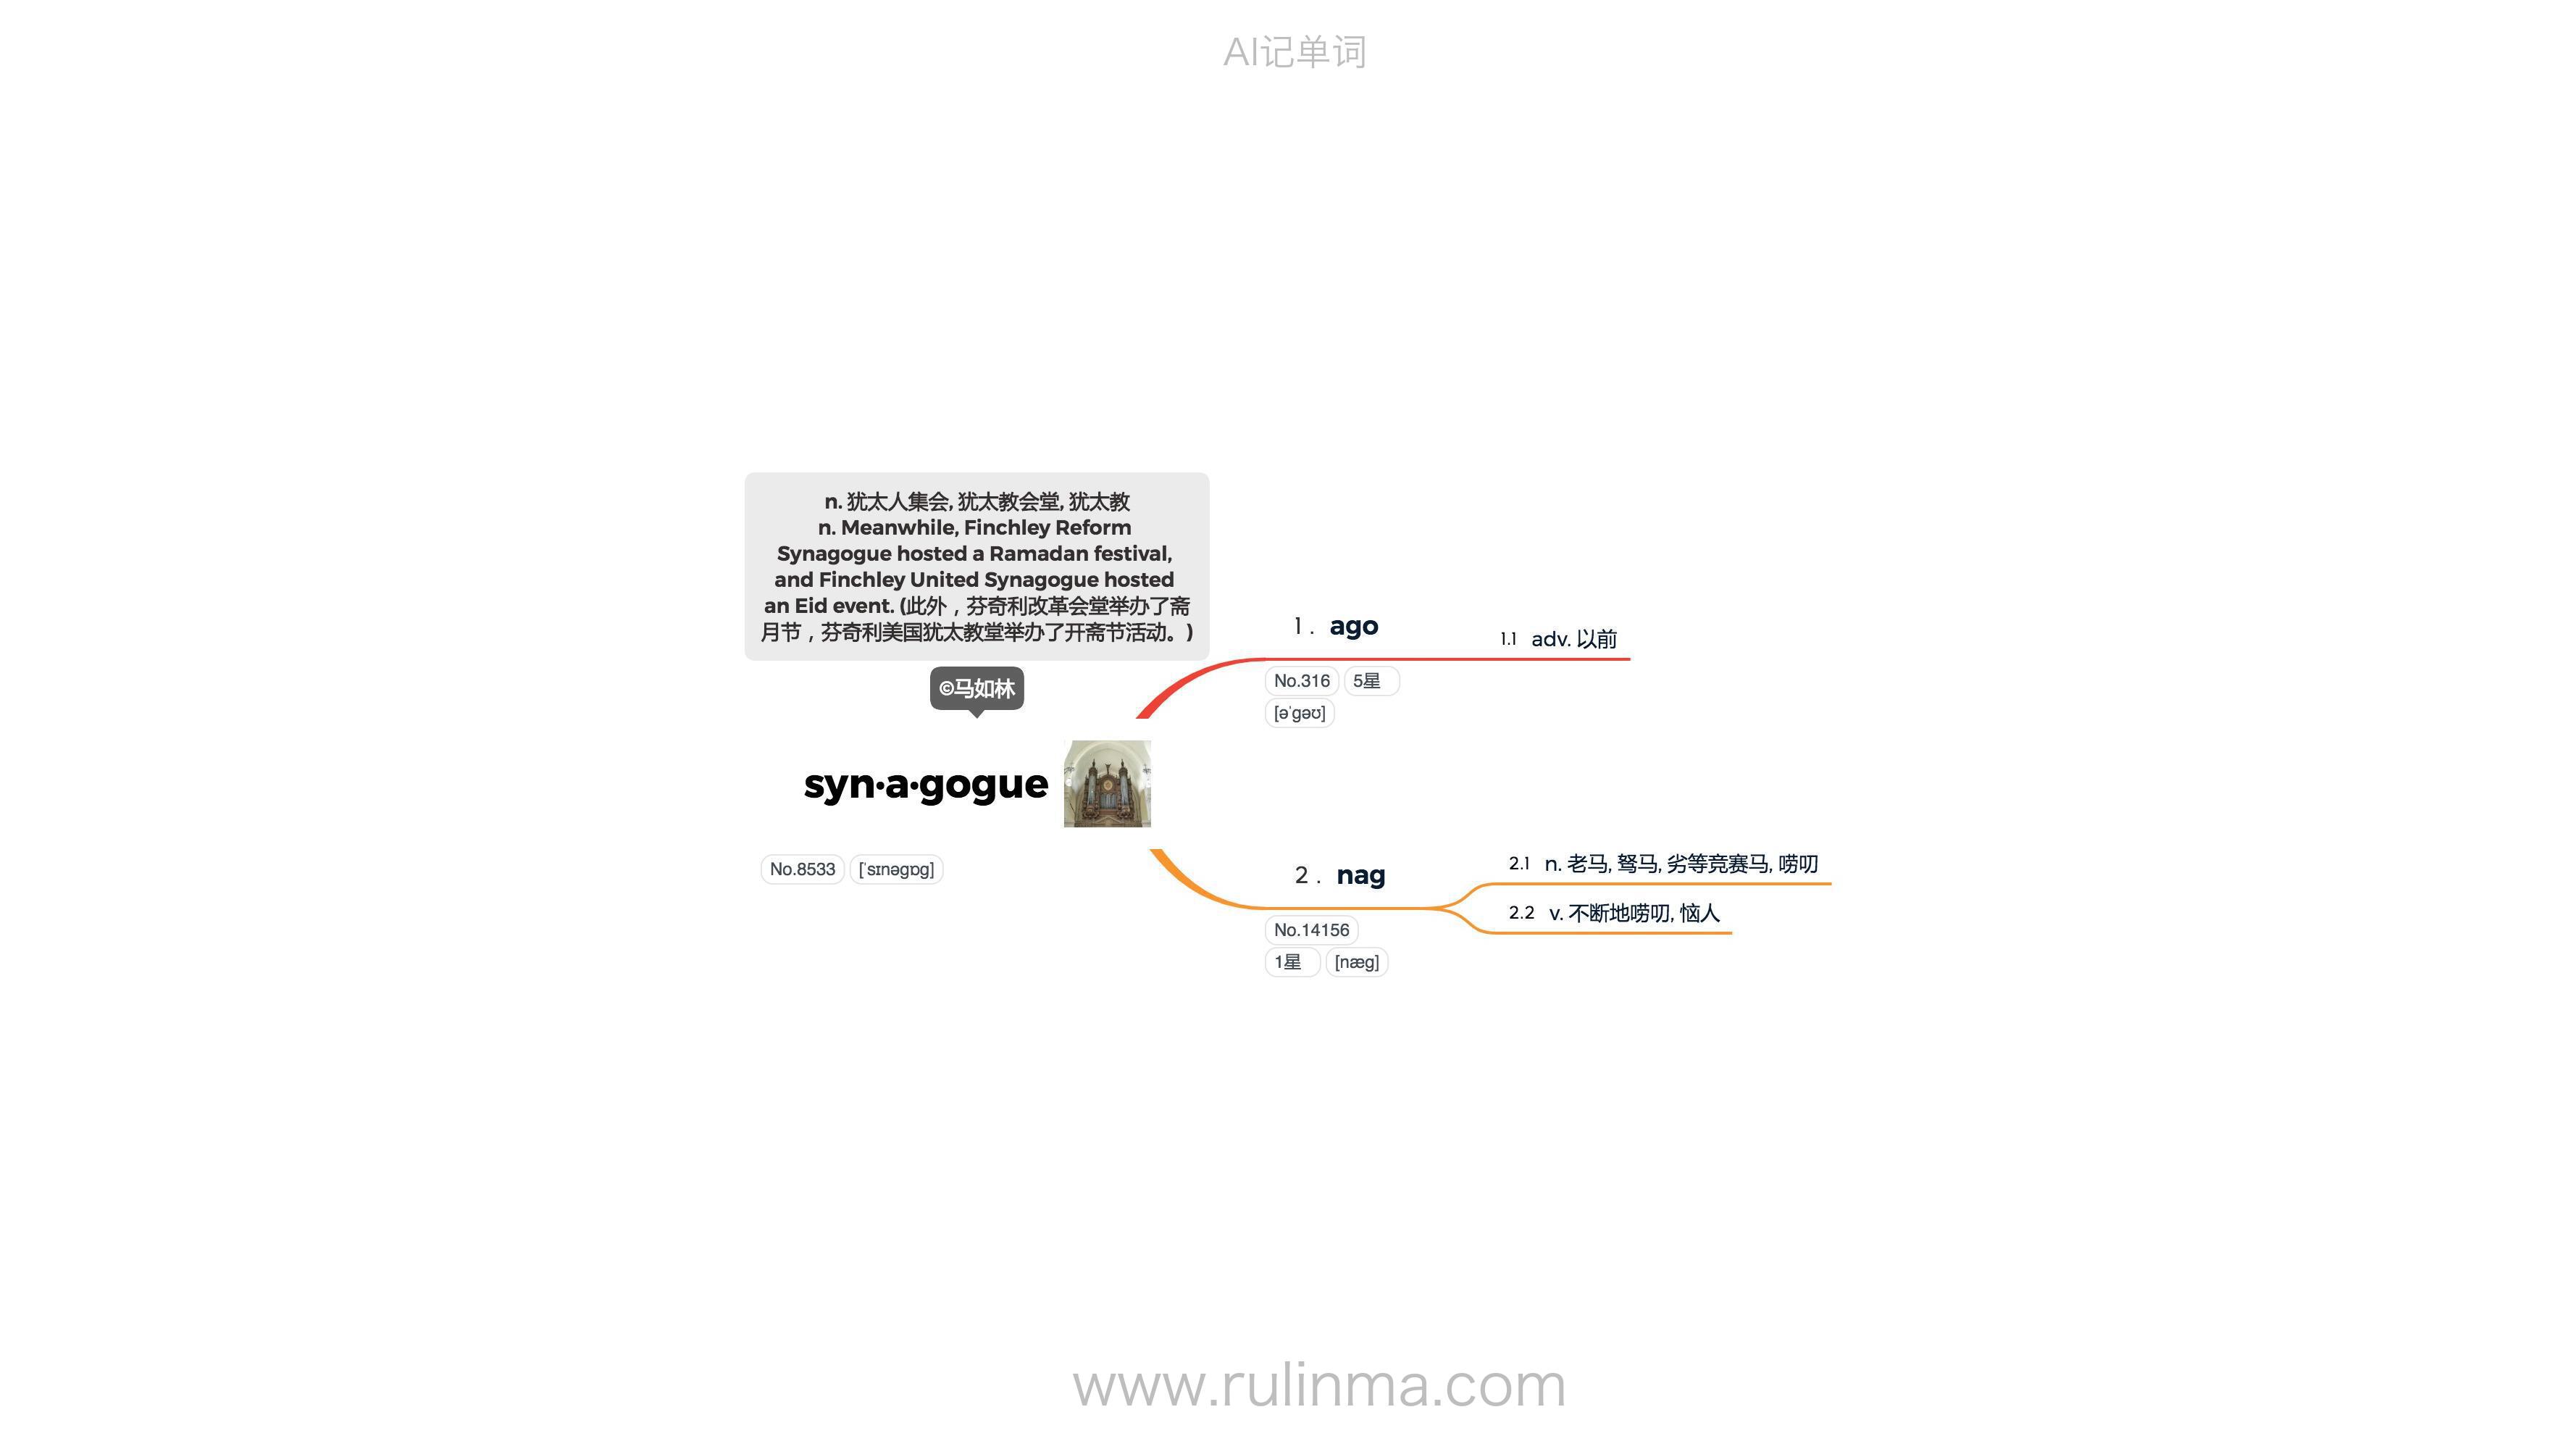 AI记单词
n. 犹太人集会, 犹太教会堂, 犹太教
n. Meanwhile, Finchley Reform
Synagogue hosted a Ramadan festival,
and Finchley United Synagogue hosted
an Eid event. (此外，芬奇利改革会堂举办了斋
月节，芬奇利美国犹太教堂举办了开斋节活动。)
©马如林
syn·a·gogue
No.8533 [ˈsɪnəgɒg]
1. ago
No.316 5星
[əˈgəʊ]
1.1 adv. 以前
2. nag
No.14156
1星 [næg]
2.1 n. 老马, 驽马, 劣等竞赛马, 唠叨
2.2 v. 不断地唠叨, 恼人
www.rulinma.com